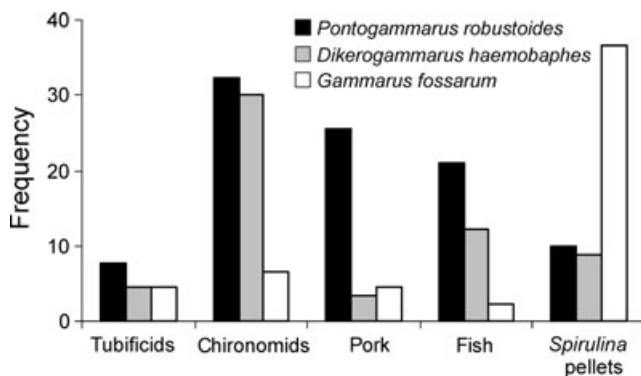 Frequency
40
30
20
10
0
Pontogammarus robustoides
Dikerogammarus haemobaphes
Gammarus fossarum
Tubificids
Chironomids
Pork
Fish
Spirulina
pellets